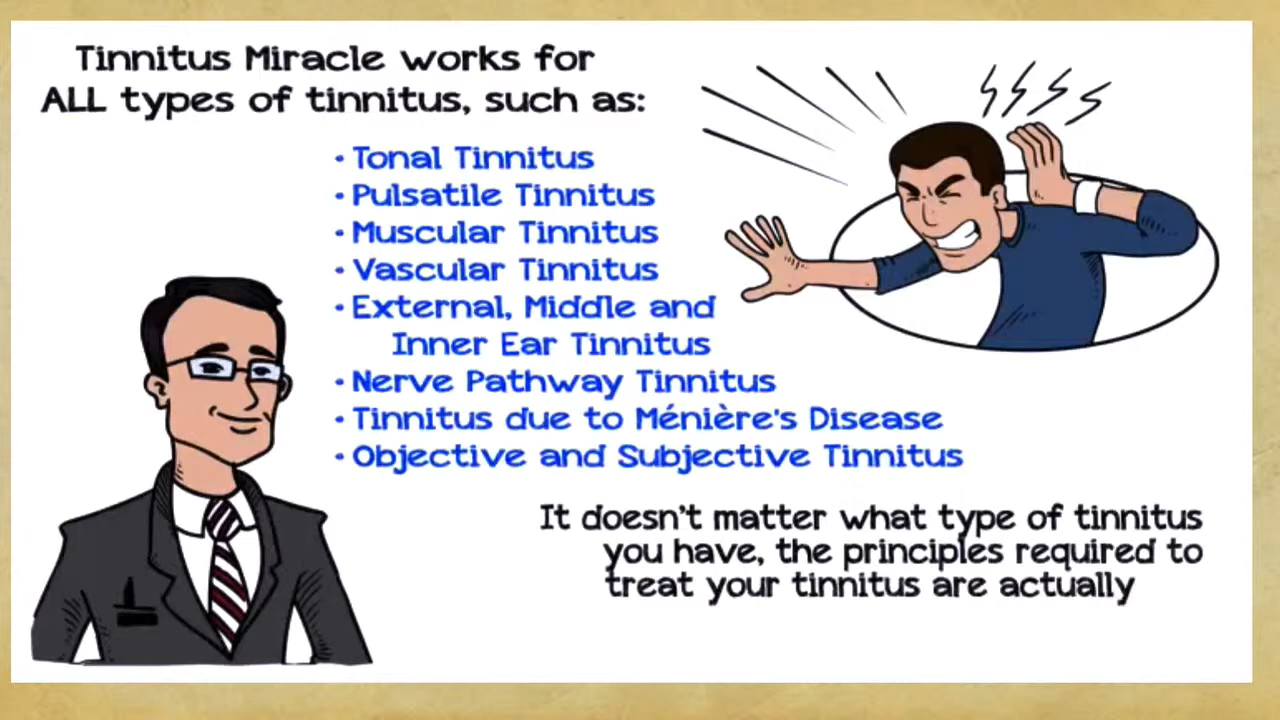 Tinnitus Miracle works for
ALL types of tinnitus, such as:
• Tonal Tinnitus
• Pulsatile Tinnitus
• Muscular Tinnitus
• Vascular Tinnitus
• External, Middle and
Inner Ear Tinnitus
• Nerve Pathway Tinnitus
• Tinnitus due to Ménière's Disease
• Objective and Subjective Tinnitus
It doesn't matter what type of tinnitus
you have, the principles required to
treat your tinnitus are actually